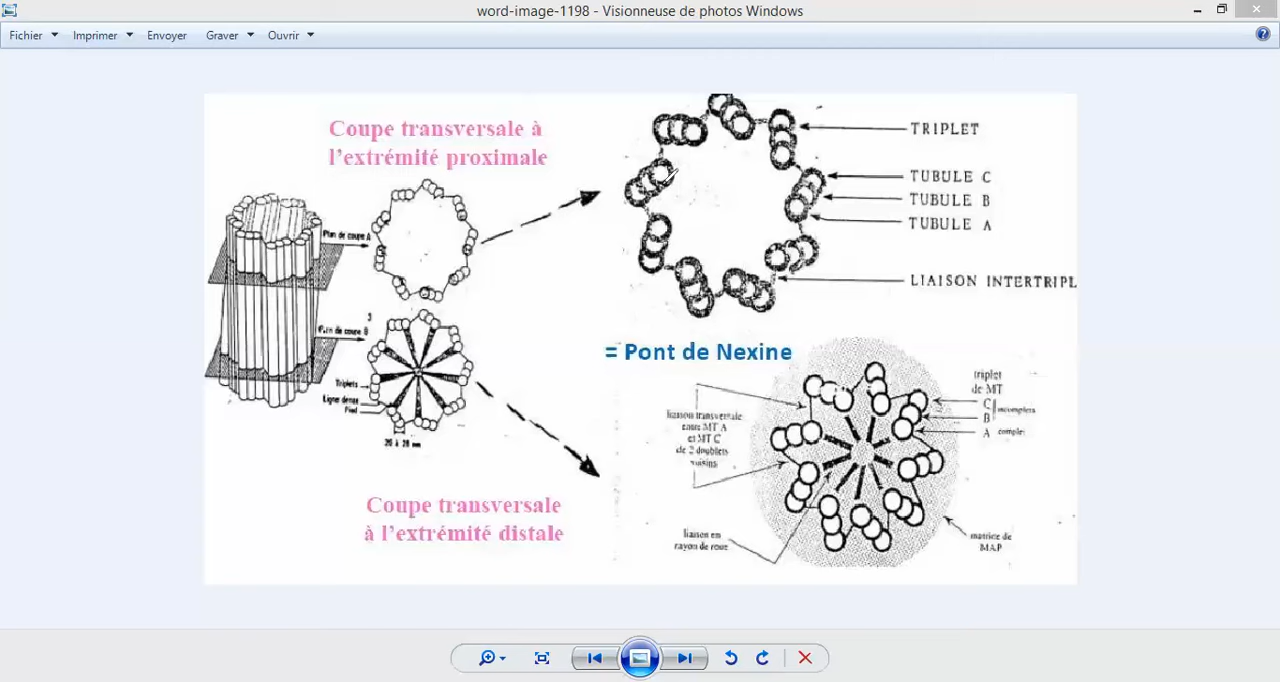 word-image-1198 - Visionneuse de photos Windows
Fichier Imprimer Envoyer Graver Ouvrir
Coupe transversale à
l'extrémité proximale
Plan de coupe A
3
Plan de coupe B
Triplets
Ligne dense
Pied
Coupe transversale
à l'extrémité distale
TRIPLET
TUBULE C
TUBULE B
TUBULE A
LIAISON INTERTRIPL
= Pont de Nexine
liaison transversale
entre MT A
et MT C
de 2 doublets
voisins
liaison en
rayon de roue
triplet
de MT
C
B
incomplets
A complet
matrice de
MAP